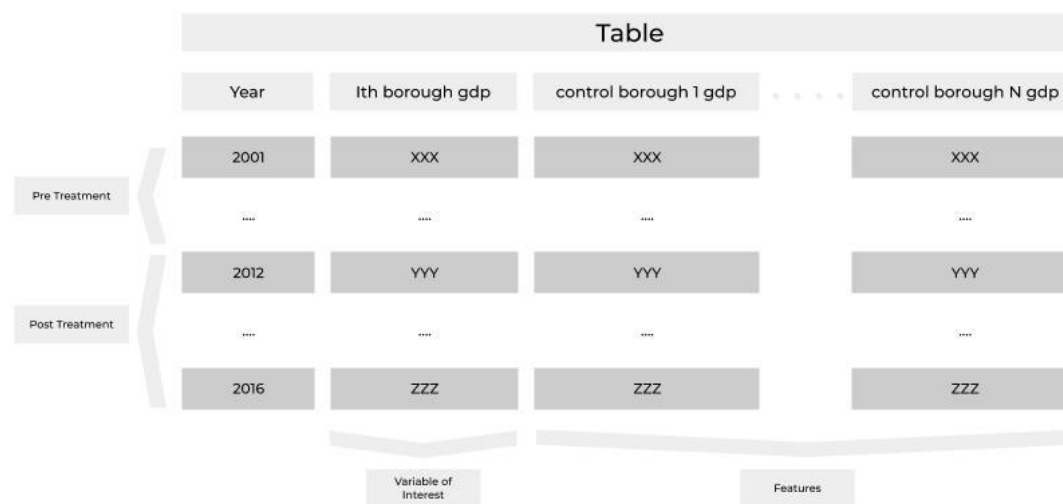 Table
Year Ith borough gdp control borough 1 gdp control borough N gdp
2001 XXX XXX XXX
Pre Treatment
.... .... .... ....
2012 YYY YYY YYY
Post Treatment
.... .... .... ....
2016 ZZZ ZZZ ZZZ
Variable of
Interest
Features